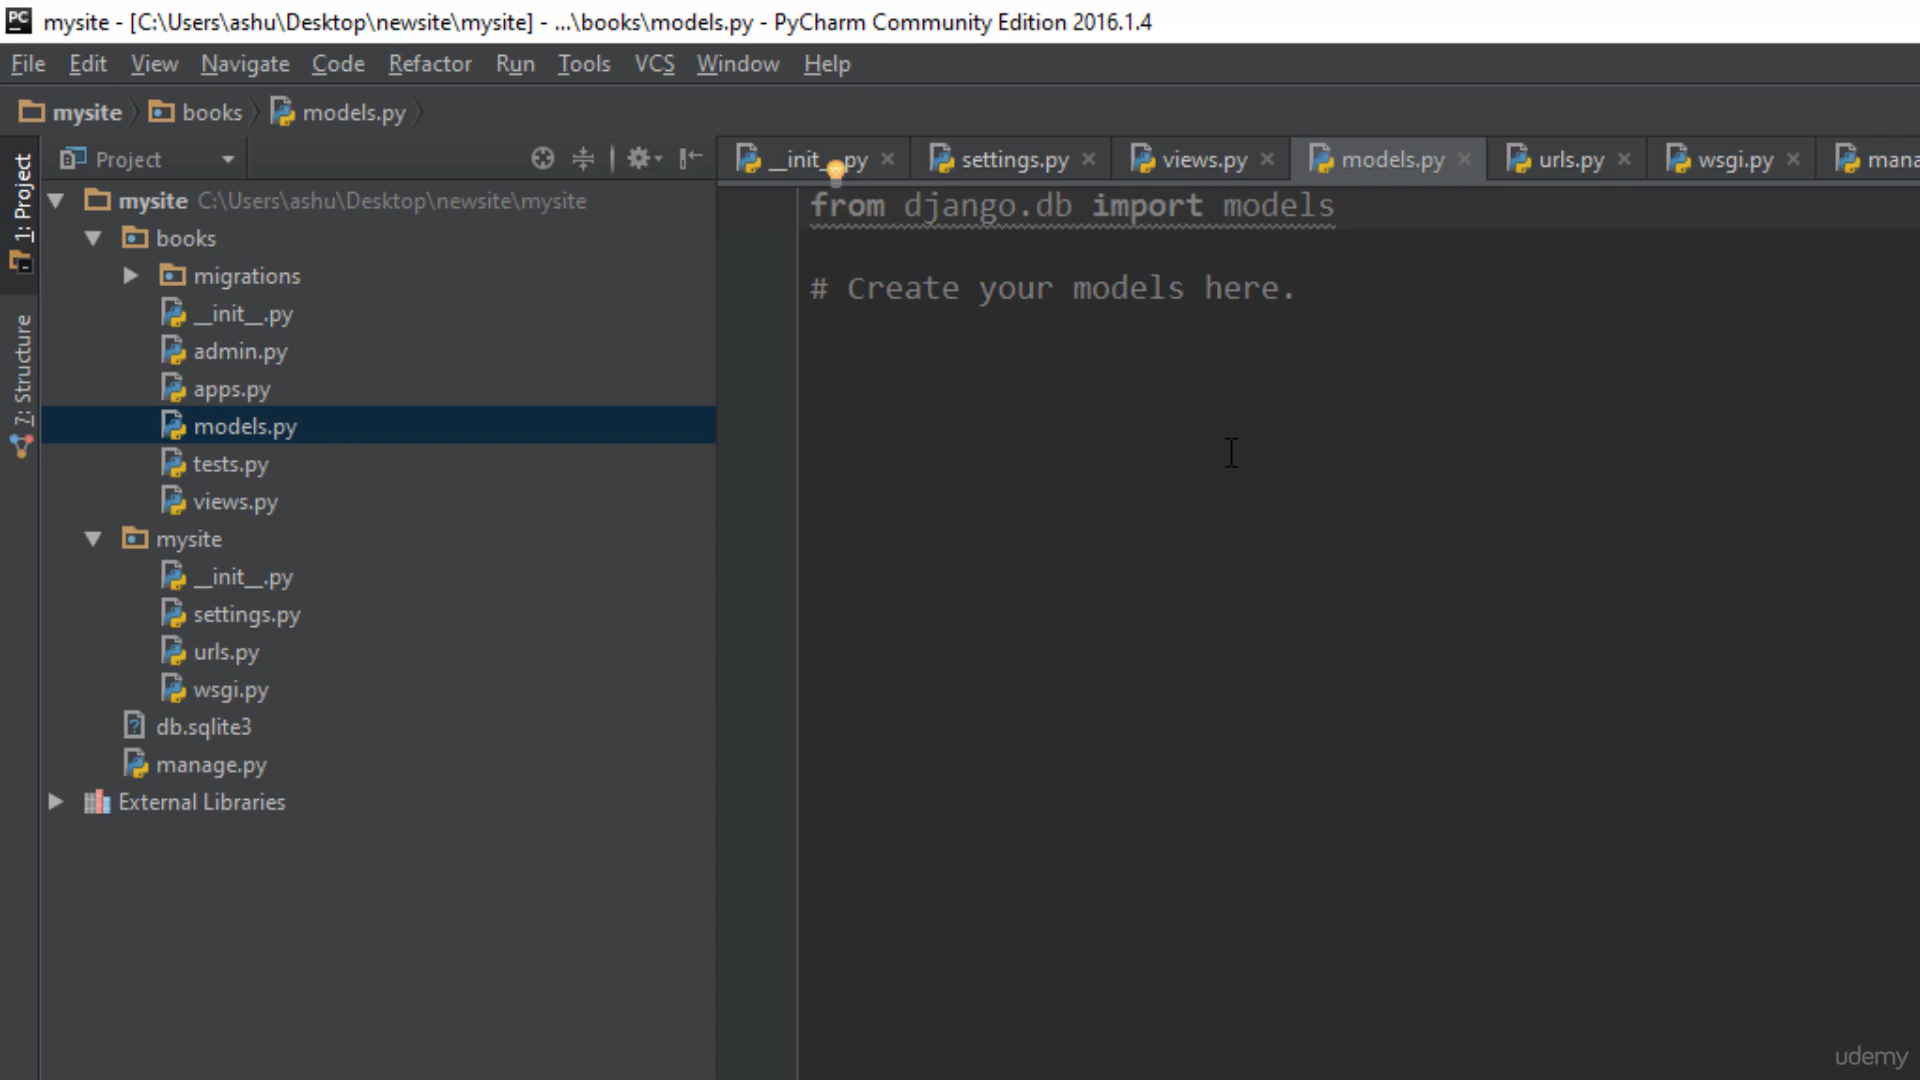 PC mysite - [C:\Users\ashu\Desktop\newsite\mysite] - ...\books\models.py - PyCharm Community Edition 2016.1.4
File Edit View Navigate Code Refactor Run Tools VCS Window Help
mysite books models.py
1: Project
7: Structure
Project
mysite C:\Users\ashu\Desktop\newsite\mysite
books
migrations
__init__.py
admin.py
apps.py
models.py
tests.py
views.py
mysite
__init__.py
settings.py
urls.py
wsgi.py
db.sqlite3
manage.py
External Libraries
__init__.py settings.py views.py models.py urls.py wsgi.py mana
from django.db import models
# Create your models here.
udemy